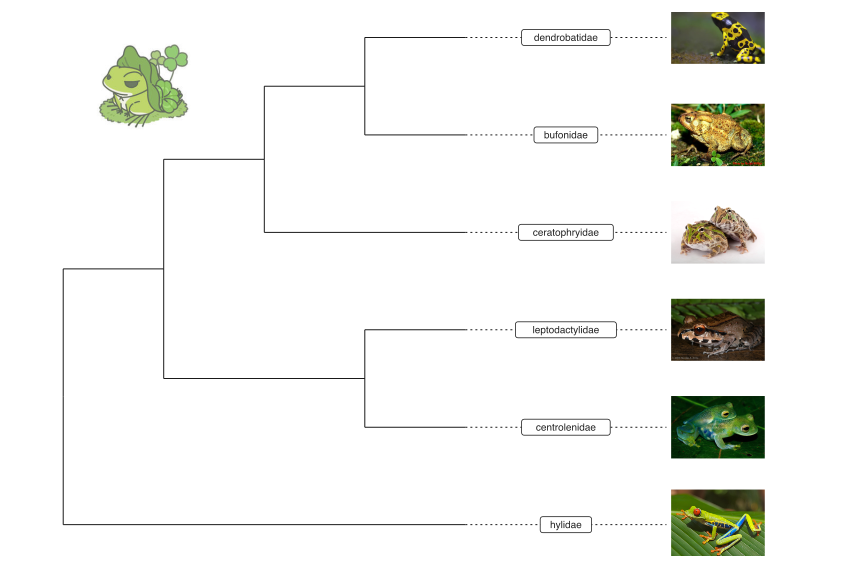 dendrobatidae
bufonidae
ceratophryidae
leptodactylidae
centrolenidae
hylidae